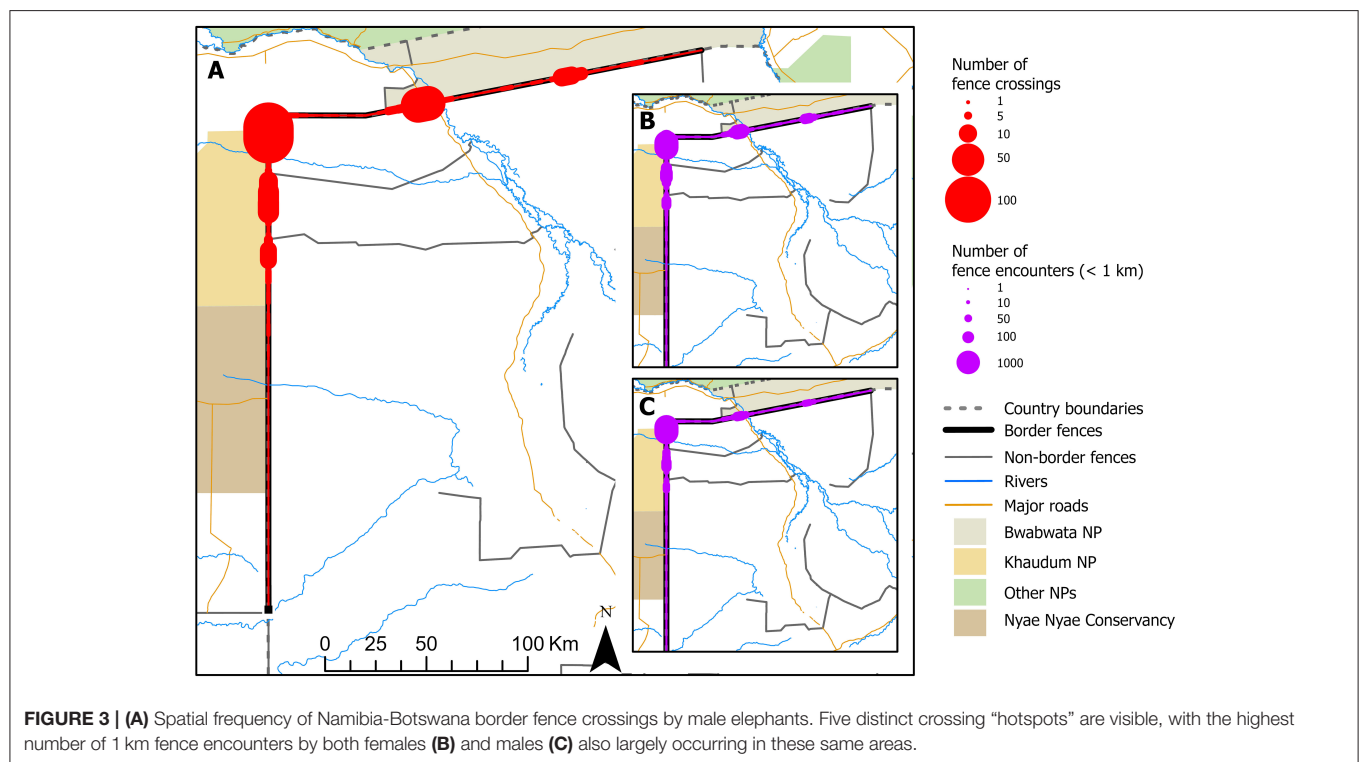 A
B
C
N
0 25 50 100 Km
Number of
fence crossings
1
5
10
50
100
Number of
fence encounters (< 1 km)
1
10
50
100
1000
Country boundaries
Border fences
Non-border fences
Rivers
Major roads
Bwabwata NP
Khaudum NP
Other NPs
Nyae Nyae Conservancy
FIGURE 3 | (A) Spatial frequency of Namibia-Botswana border fence crossings by male elephants. Five distinct crossing “hotspots” are visible, with the highest
number of 1 km fence encounters by both females (B) and males (C) also largely occurring in these same areas.